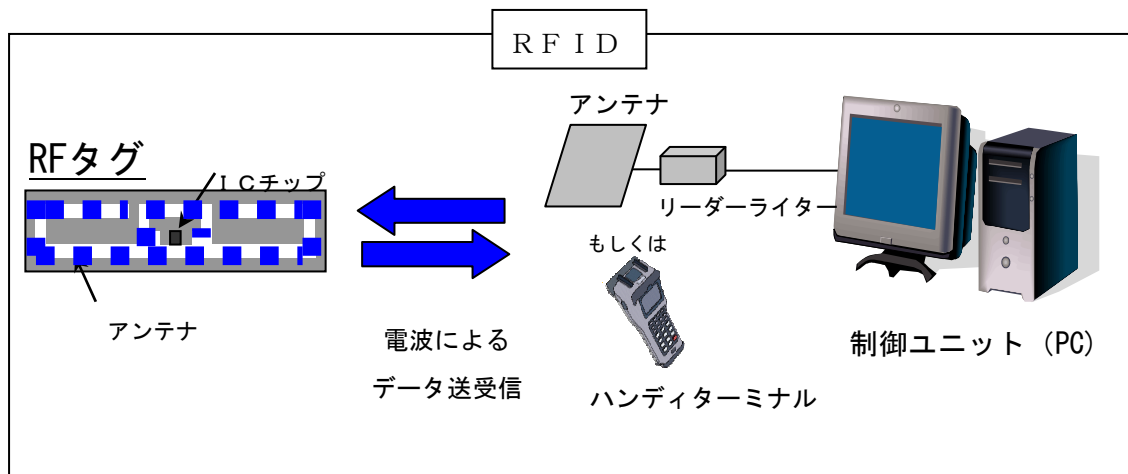 ＲＦＩＤ
RFタグ
ＩＣチップ
アンテナ
電波による
データ送受信
アンテナ
リーダーライター
もしくは
ハンディターミナル
制御ユニット（PC）